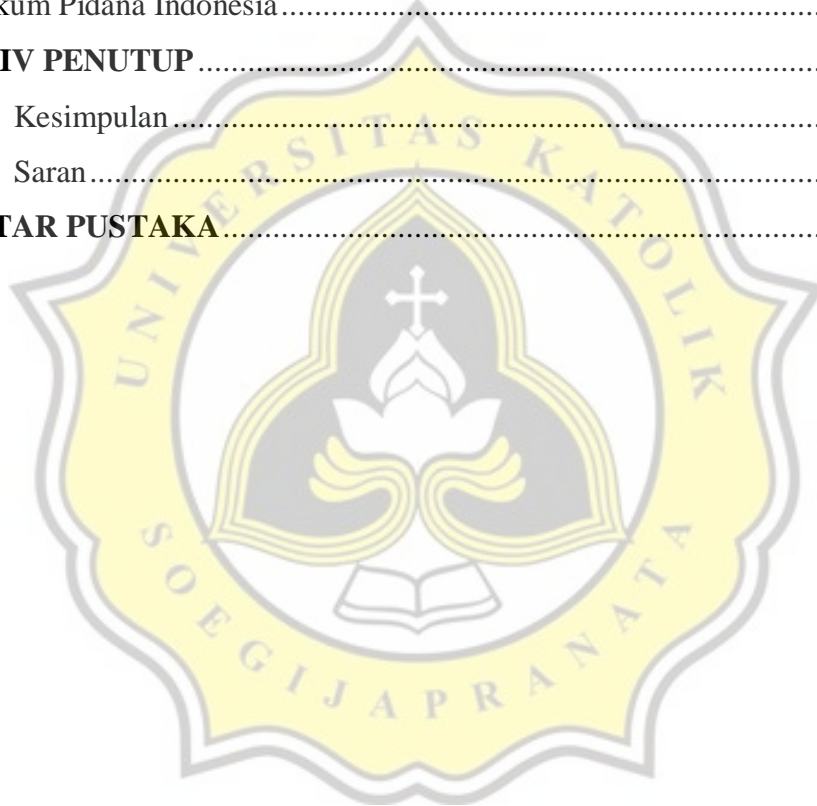 kum Pidana Indonesia........................................................................
IV PENUTUP........................................................................
Kesimpulan........................................................................
Saran........................................................................
TAR PUSTAKA........................................................................
UNIVERSITAS KATOLIK
SOEGIJAPRANATA